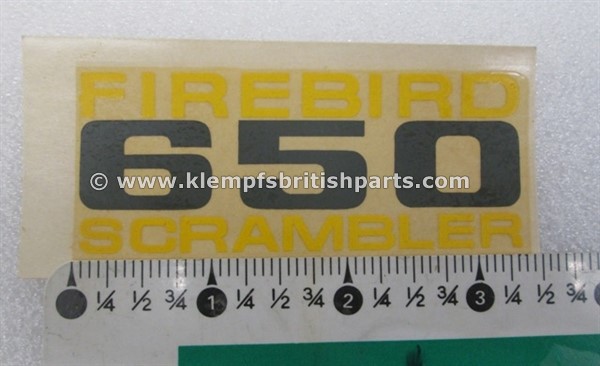 FIREBIRD
650
© www.klempfsbritishparts.com
SCRAMBLER
1/4 1/2 3/4 1 1/4 1/2 3/4 2 1/4 1/2 3/4 3 1/4 1/2 3/4